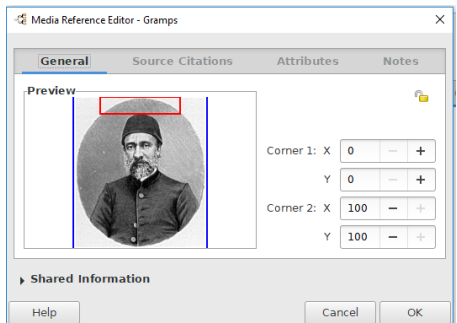 Media Reference Editor - Gramps
General Source Citations Attributes Notes
Preview
Corner 1: X 0 − +
Y 0 − +
Corner 2: X 100 − +
Y 100 − +
Shared Information
Help Cancel OK